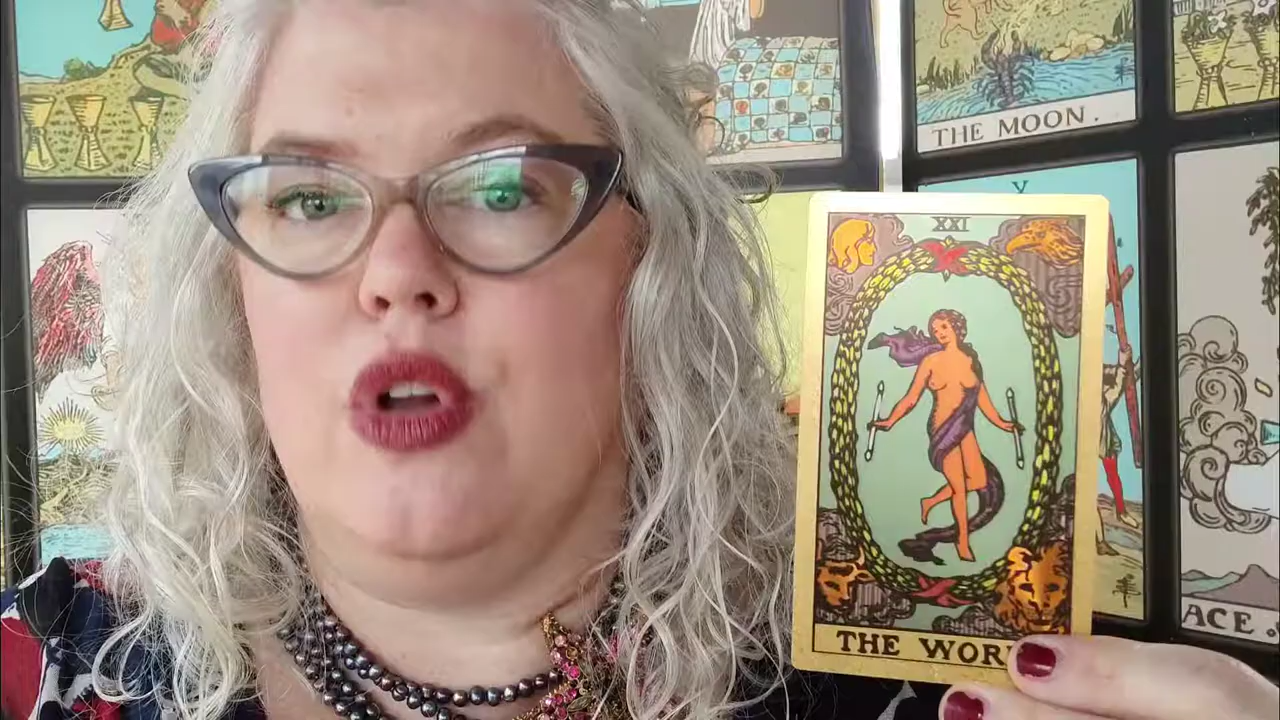 THE MOON.
V
XXI
THE WOR
ACE